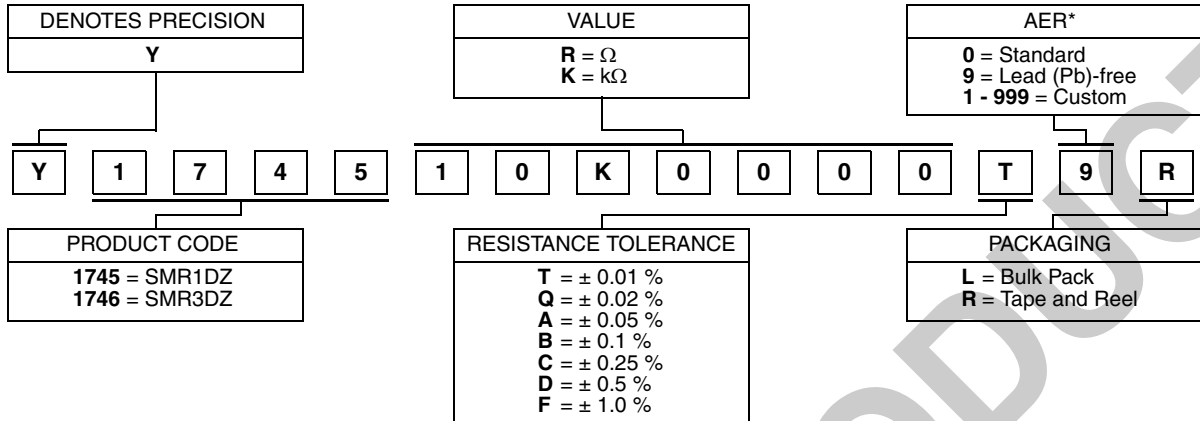 DENOTES PRECISION
Y
VALUE
R = Ω
K = kΩ
AER*
0 = Standard
9 = Lead (Pb)-free
1 - 999 = Custom
Y 1 7 4 5 1 0 K 0 0 0 0 T 9 R
PRODUCT CODE
1745 = SMR1DZ
1746 = SMR3DZ
RESISTANCE TOLERANCE
T = ± 0.01 %
Q = ± 0.02 %
A = ± 0.05 %
B = ± 0.1 %
C = ± 0.25 %
D = ± 0.5 %
F = ± 1.0 %
PACKAGING
L = Bulk Pack
R = Tape and Reel